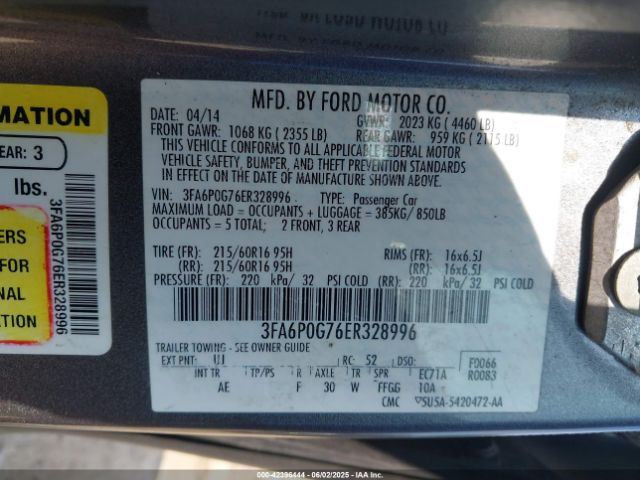 MFD. BY FORD MOTOR CO.
DATE: 04/14 GVWR: 2023 KG ( 4460 LB)
FRONT GAWR: 1068 KG ( 2355 LB) REAR GAWR: 959 KG ( 2115 LB)
THIS VEHICLE CONFORMS TO ALL APPLICABLE FEDERAL MOTOR
VEHICLE SAFETY, BUMPER, AND THEFT PREVENTION STANDARDS
IN EFFECT ON THE DATE OF MANUFACTURE SHOWN ABOVE.
VIN: 3FA6P0G76ER328996 TYPE: Passenger Car
MAXIMUM LOAD = OCCUPANTS + LUGGAGE = 385KG/ 850LB
OCCUPANTS = 5 TOTAL; 2 FRONT, 3 REAR
TIRE (FR): 215/60R16 95H RIMS (FR): 16x6.5J
(RR): 215/60R16 95H (RR): 16x6.5J
PRESSURE (FR): 220 kPa/ 32 PSI COLD (RR): 220 kPa/ 32 PSI COLD
3FA6P0G76ER328996
TRAILER TOWING - SEE OWNER GUIDE
EXT PNT: UJ RC: 52 DSO: F0066
INT TR TP/PS R AXLE TR SPR EC71A R0083
AE F 30 W FFGG 10A
CMC 5U5A-5420472-AA
MATION
EAR: 3
lbs.
ERS
FOR
NAL
TION
3FA6P0G76ER328996
000-42396444 - 06/02/2025 - IAAI.COM